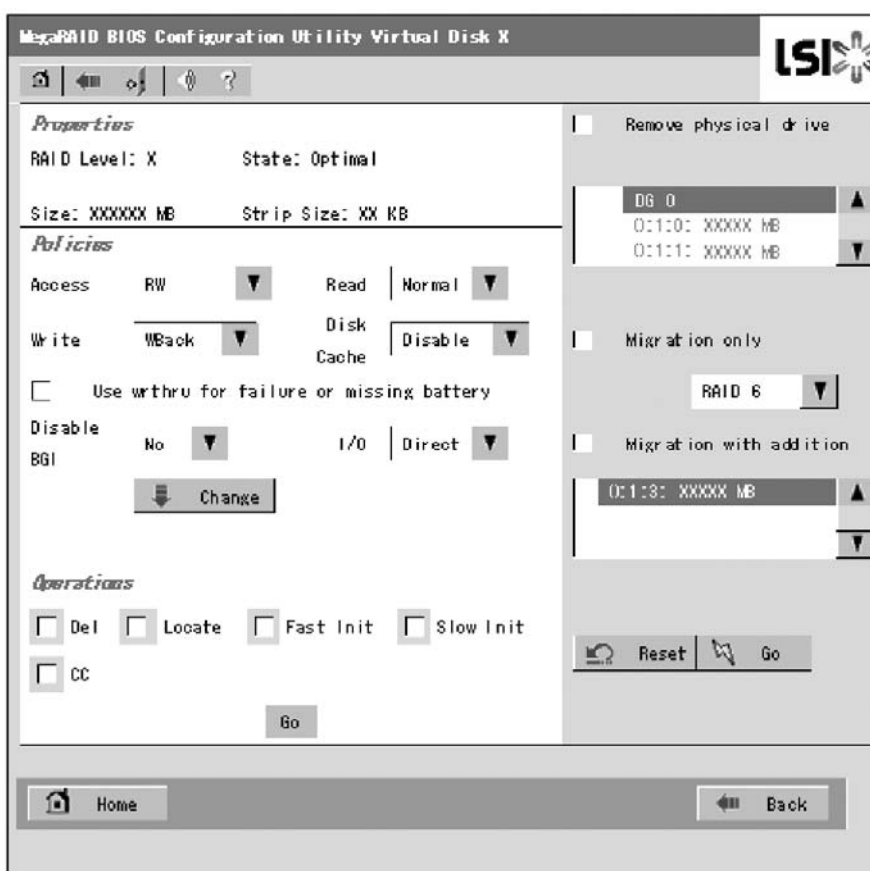 MegaRAID BIOS Configuration Utility Virtual Disk X
LSI
?
Properties
RAID Level: X State: Optimal
Size: XXXXXX MB Strip Size: XX KB
Policies
Access RW Read Normal
Write WBack Disk Cache Disable
Use wrthru for failure or missing battery
Disable BGI No I/O Direct
Change
Operations
Del Locate Fast Init Slow Init
CC
Go
Remove physical drive
DG 0
0:1:0: XXXXX MB
0:1:1: XXXXX MB
Migration only
RAID 6
Migration with addition
0:1:3: XXXXX MB
Reset Go
Home Back